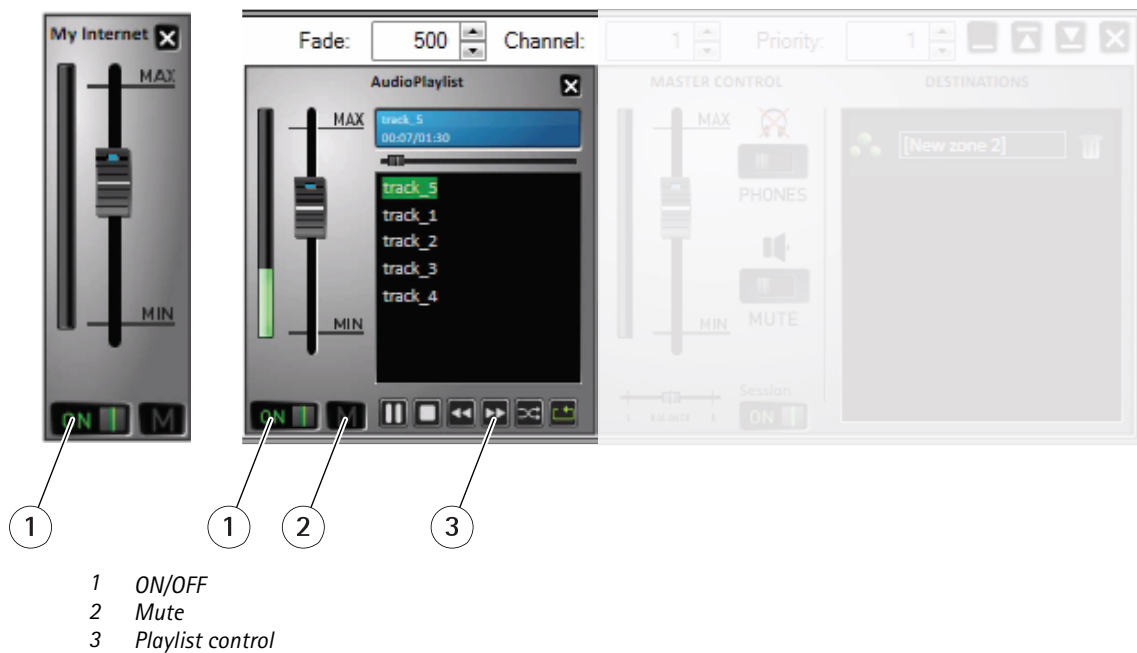 My Internet
MAX
MIN
ON M
Fade: 500 Channel: 1 Priority: 1
AudioPlaylist
MAX
track_5
00:07/01:30
track_5
track_1
track_2
track_3
track_4
MIN
ON M
MASTER CONTROL
MAX
PHONES
MIN
MUTE
Session
L BALANCE R
ON
DESTINATIONS
[New zone 2]
1
1
2
3
1 ON/OFF
2 Mute
3 Playlist control